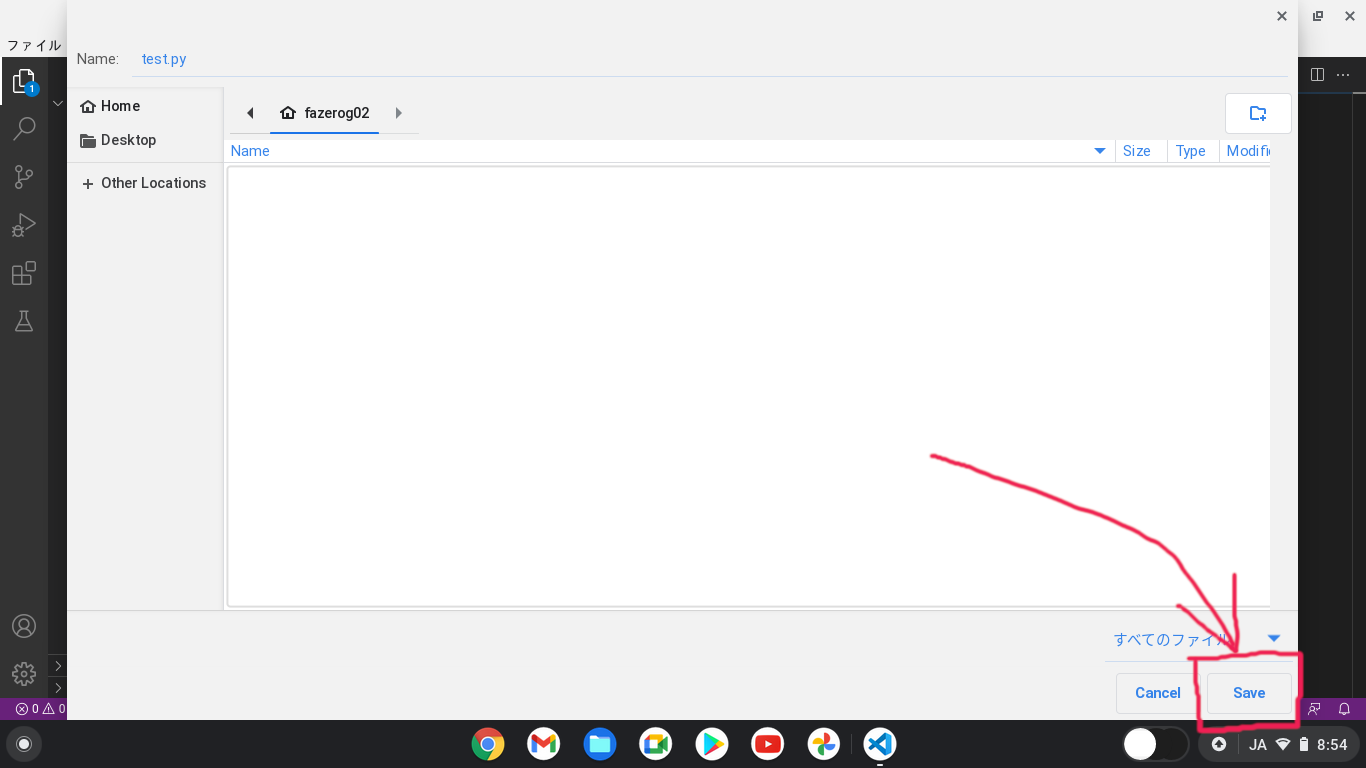 ファイル
Name: test.py
1
Home
Desktop
Other Locations
fazerog02
Name Size Type Modifi
すべてのファイル
Cancel Save
0 0
JA 8:54